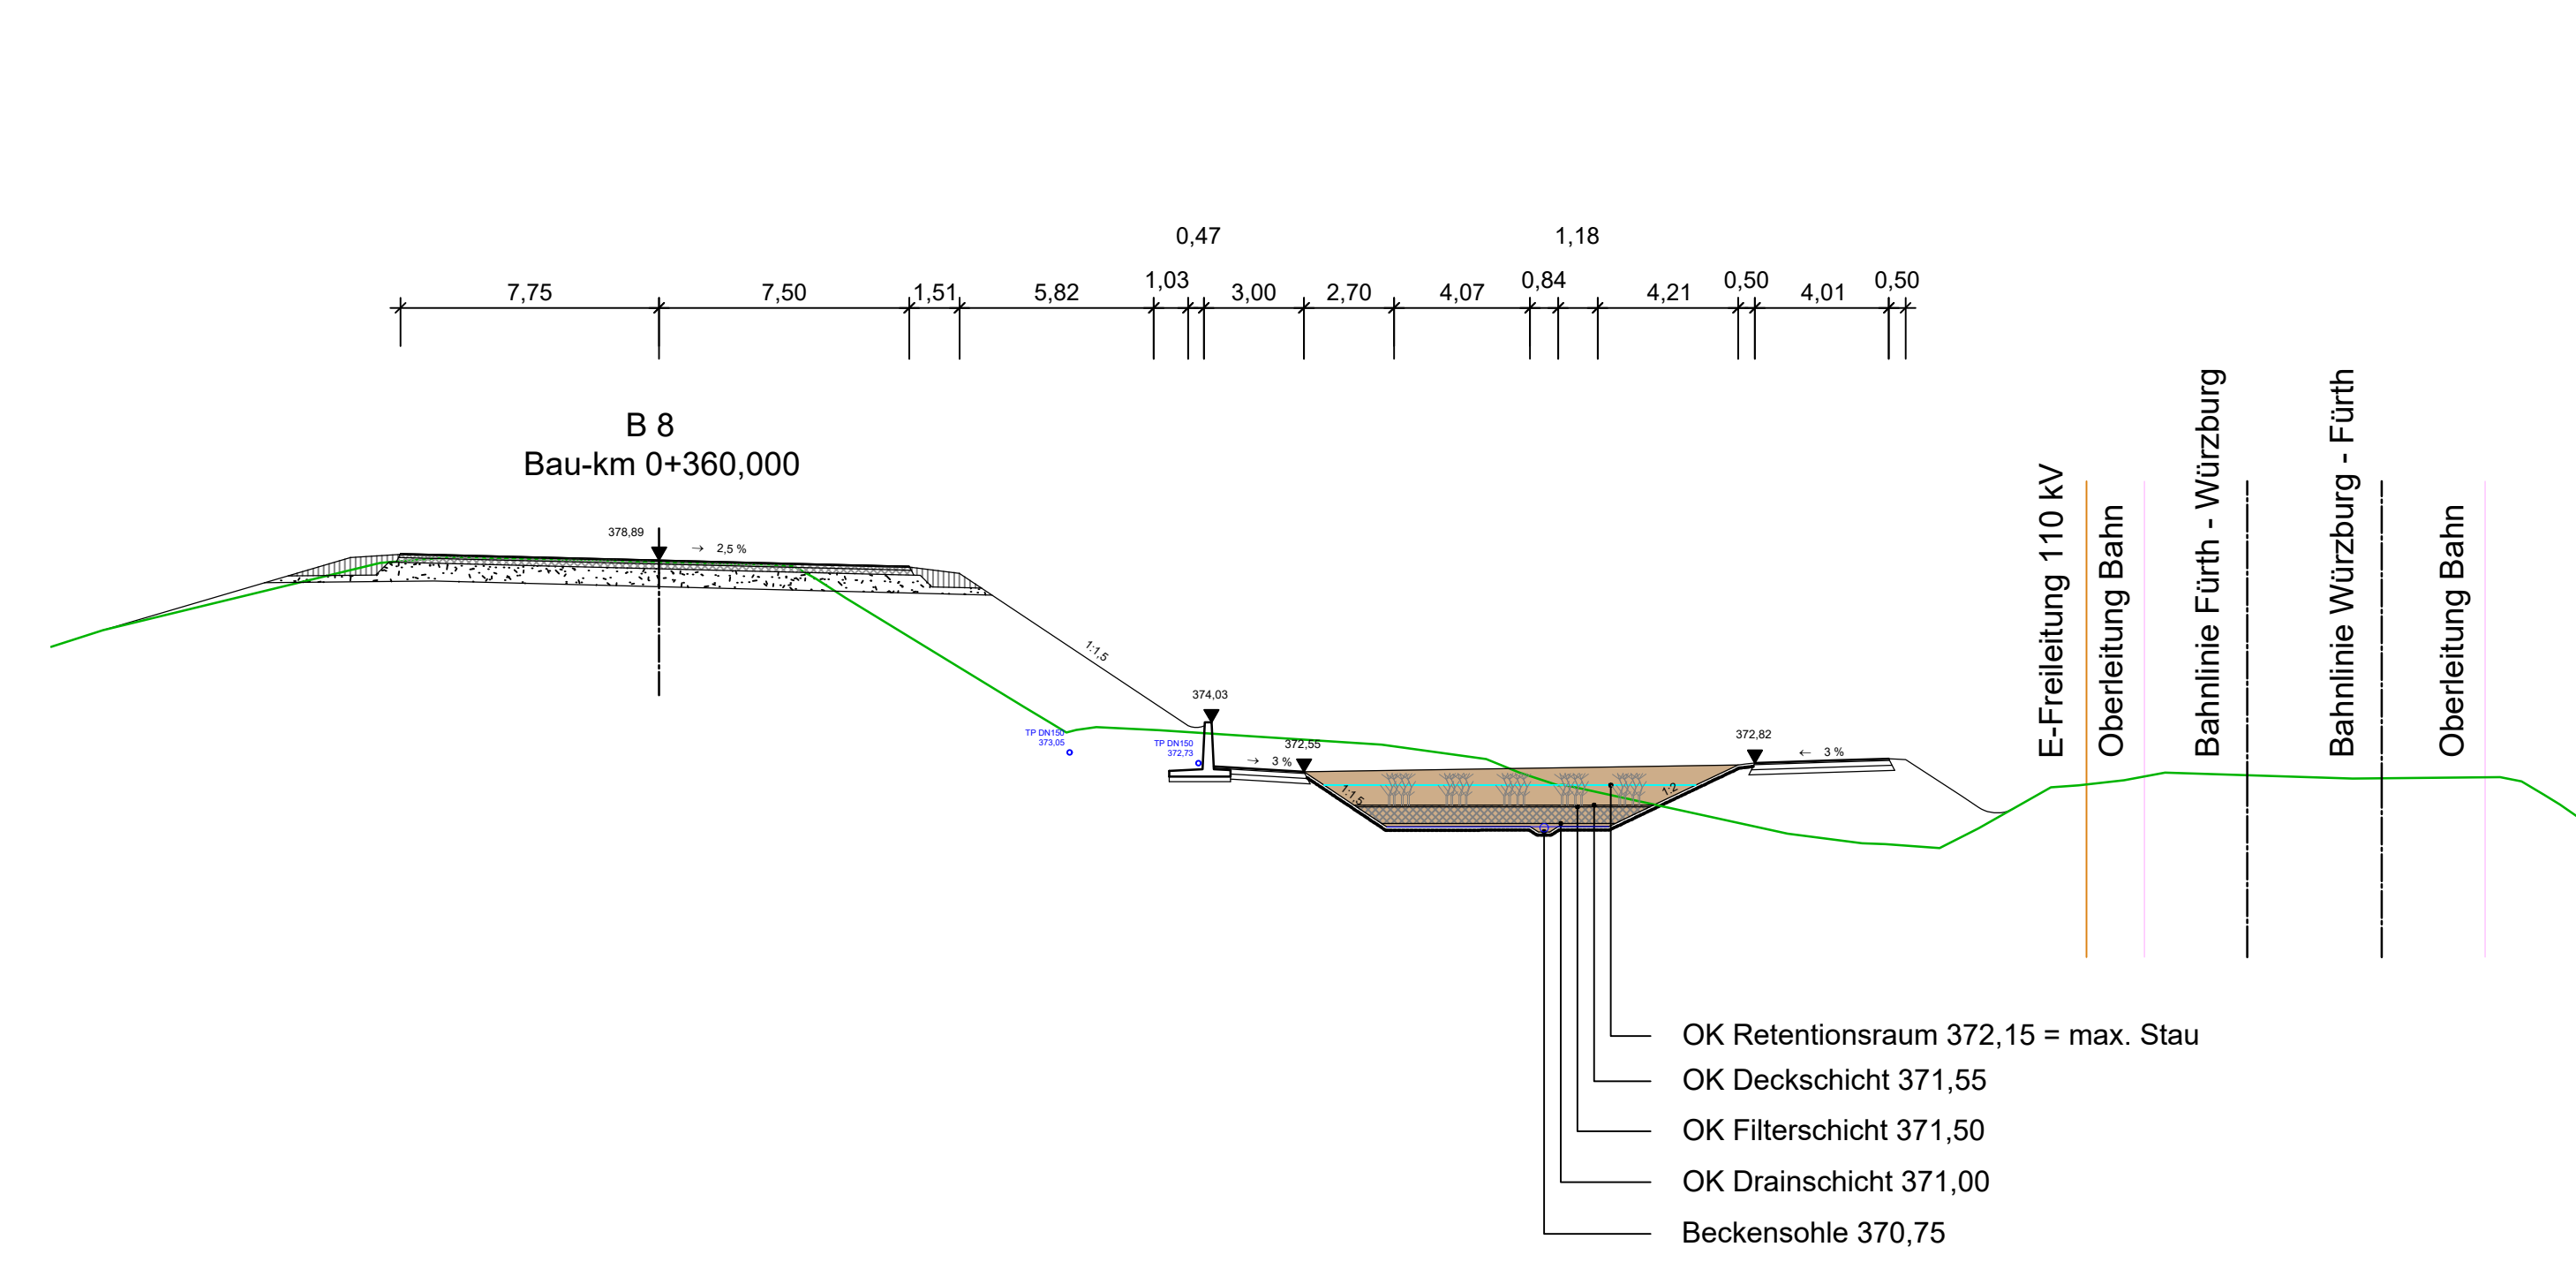 0,47
1,18
7,75
7,50
1,51
5,82
1,03
3,00
2,70
4,07
0,84
4,21
0,50
4,01
0,50
B 8
Bau-km 0+360,000
378,89
→ 2,5 %
1:1,5
374,03
TP DN150
373,05
TP DN150
372,73
→ 3 %
372,55
1:1,5
1:2
372,82
← 3 %
E-Freileitung 110 kV
Oberleitung Bahn
Bahnlinie Fürth - Würzburg
Bahnlinie Würzburg - Fürth
Oberleitung Bahn
OK Retentionsraum 372,15 = max. Stau
OK Deckschicht 371,55
OK Filterschicht 371,50
OK Drainschicht 371,00
Beckensohle 370,75